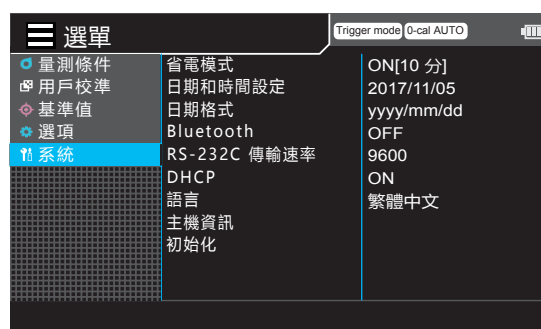 選單 Trigger mode 0-cal AUTO
量測條件
用戶校準
基準值
選項
系統
省電模式 ON[10 分]
日期和時間設定 2017/11/05
日期格式 yyyy/mm/dd
Bluetooth OFF
RS-232C 傳輸速率 9600
DHCP ON
語言 繁體中文
主機資訊
初始化